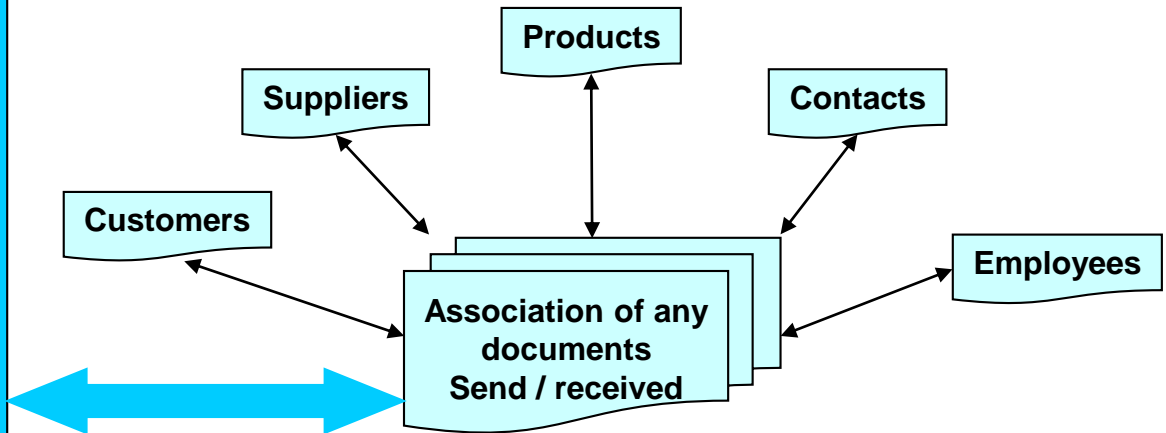 Products
Suppliers
Contacts
Customers
Employees
Association of any
documents
Send / received